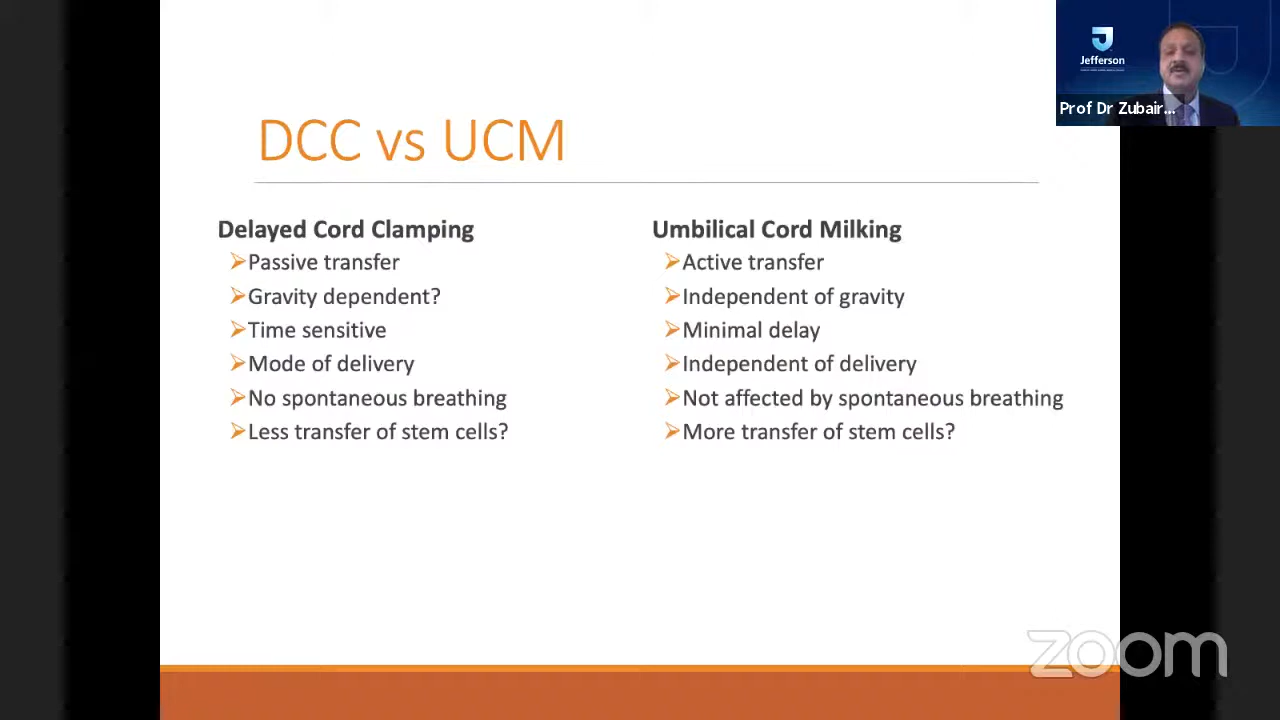 Jefferson
Prof Dr Zubair...
DCC vs UCM
Delayed Cord Clamping
➢Passive transfer
➢Gravity dependent?
➢Time sensitive
➢Mode of delivery
➢No spontaneous breathing
➢Less transfer of stem cells?
Umbilical Cord Milking
➢Active transfer
➢Independent of gravity
➢Minimal delay
➢Independent of delivery
➢Not affected by spontaneous breathing
➢More transfer of stem cells?
zoom